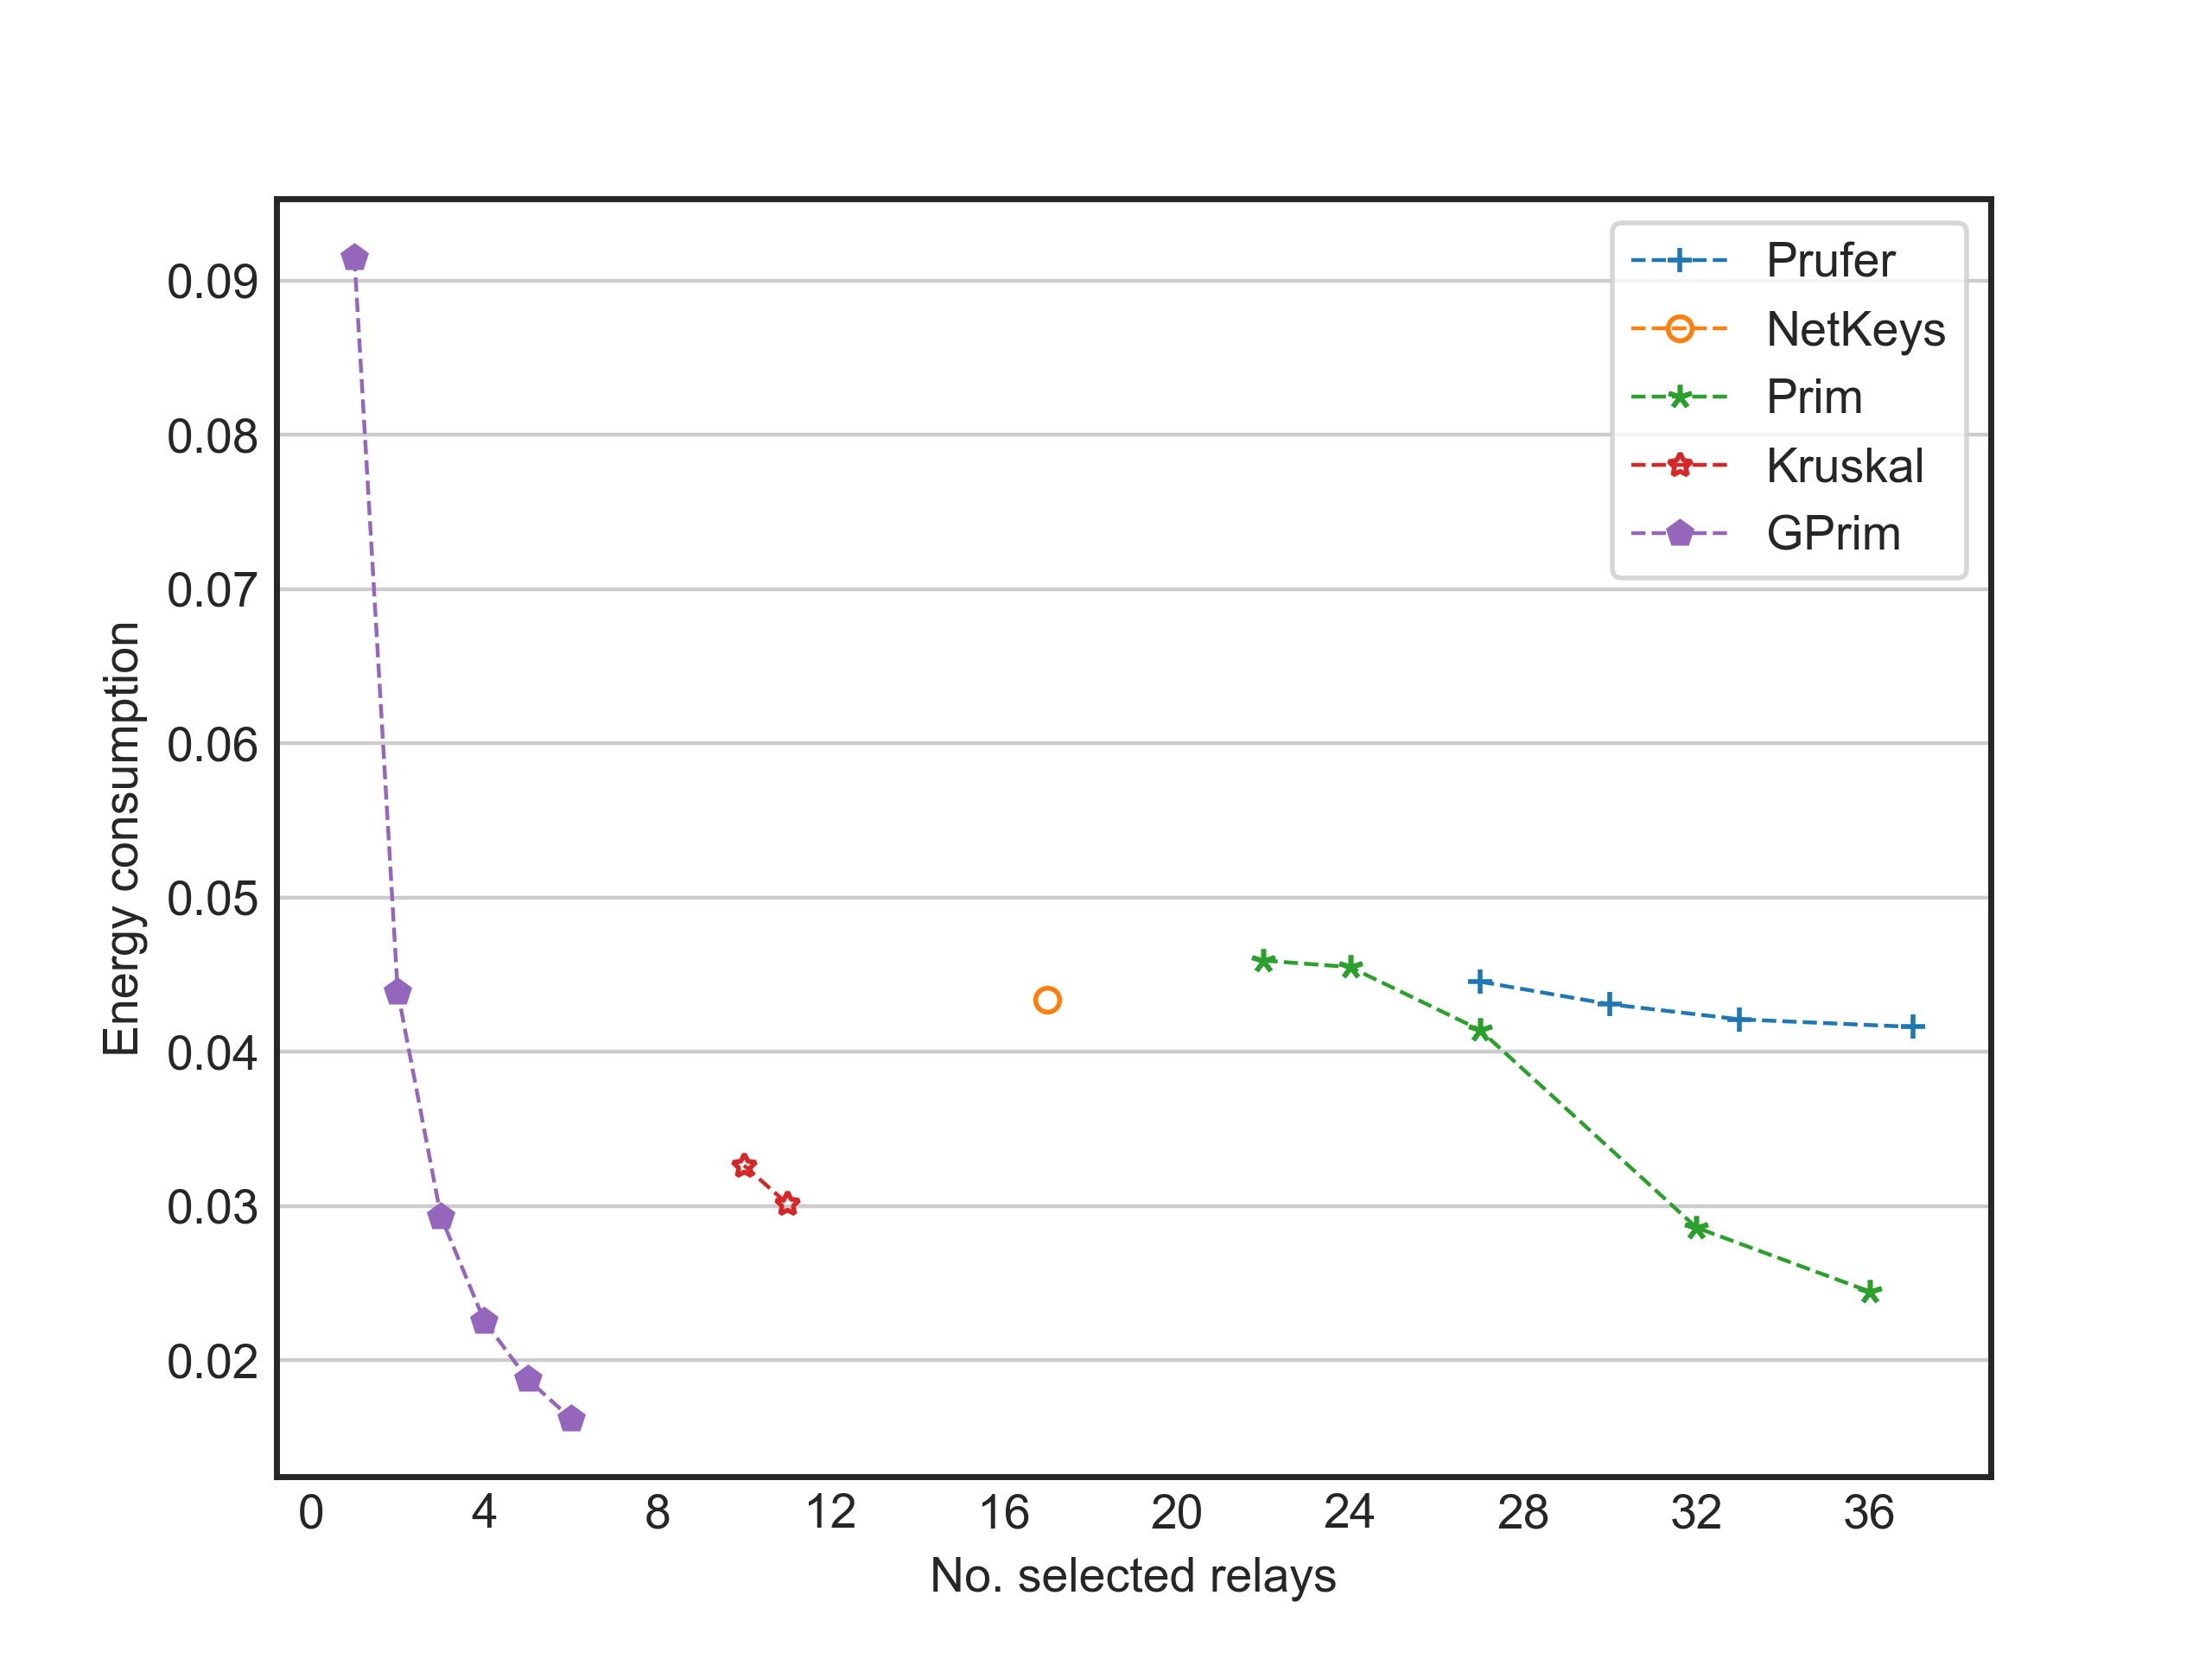 Prufer
NetKeys
Prim
Kruskal
GPrim
0.09
0.08
0.07
0.06
0.05
0.04
0.03
0.02
Energy consumption
0 4 8 12 16 20 24 28 32 36
No. selected relays